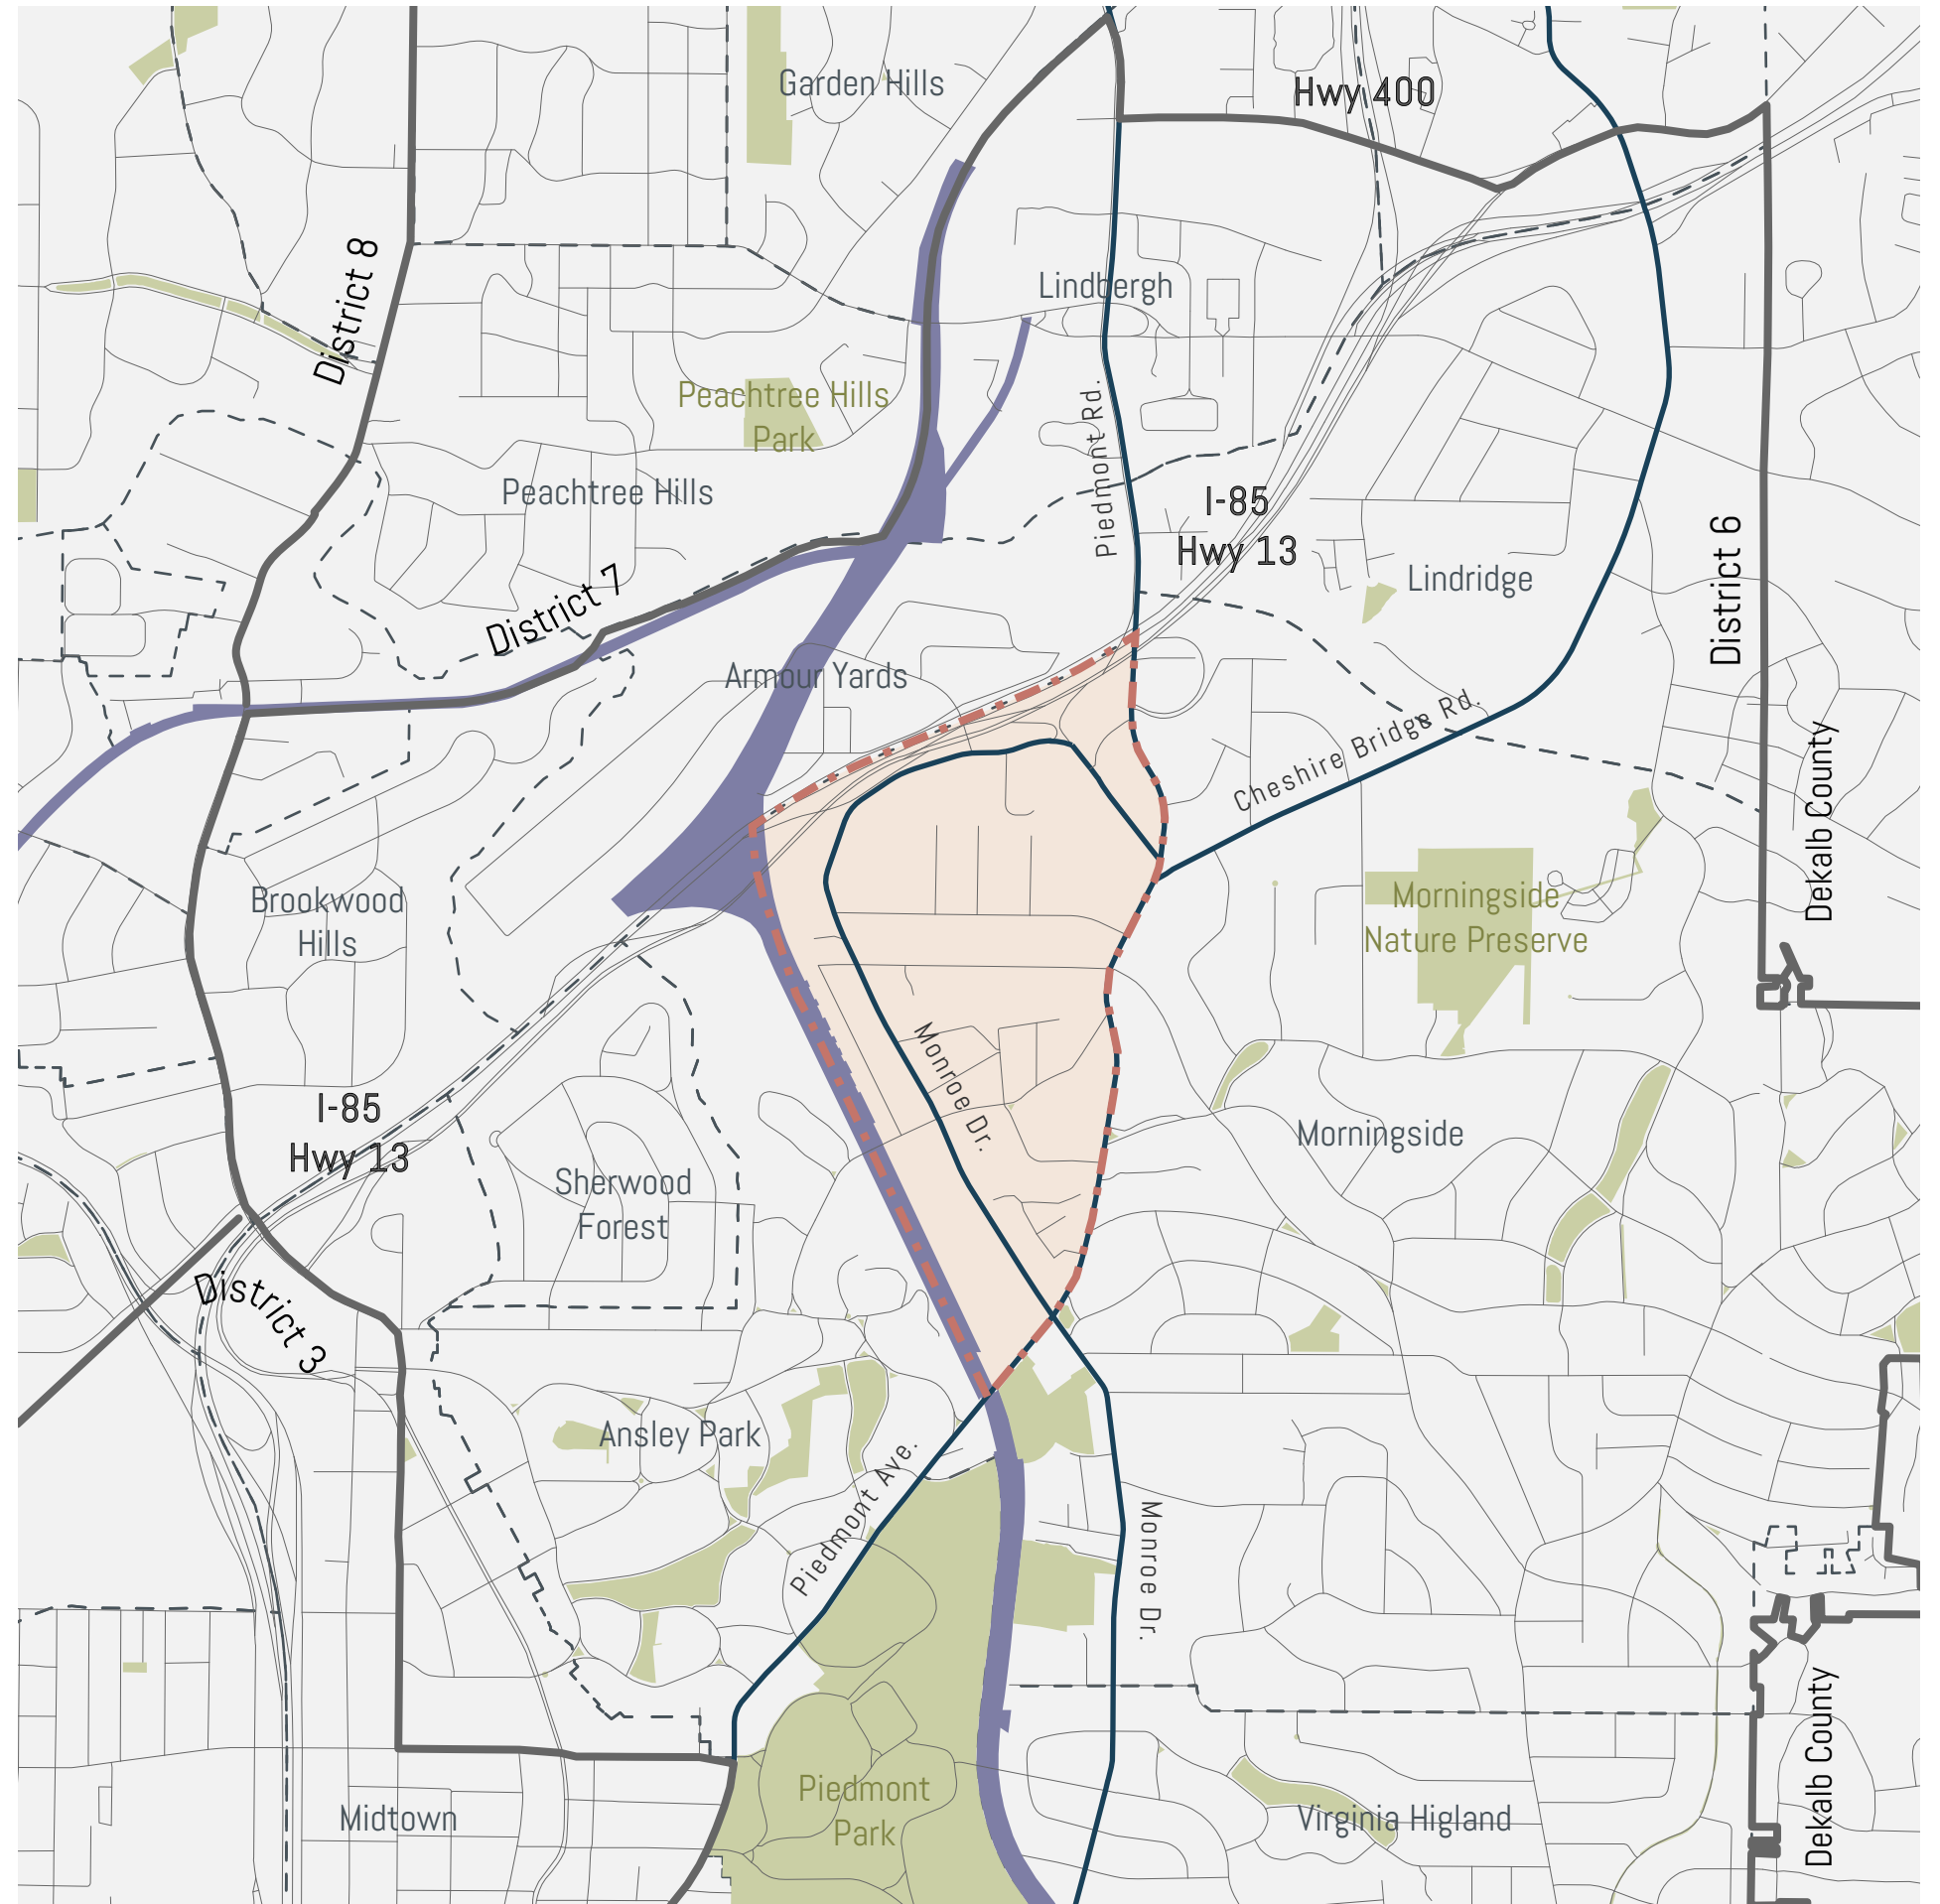 Garden Hills
Hwy 400
District 8
Lindbergh
Peachtree Hills
Park
Piedmont Rd.
Peachtree Hills
I-85
Hwy 13
District 6
District 7
Lindridge
Armour Yards
Cheshire Bridge Rd.
Dekalb County
Brookwood
Hills
Morningside
Nature Preserve
Monroe Dr.
I-85
Hwy 13
Morningside
Sherwood
Forest
District 3
Ansley Park
Piedmont Ave.
Monroe Dr.
Dekalb County
Piedmont
Park
Midtown
Virginia Higland